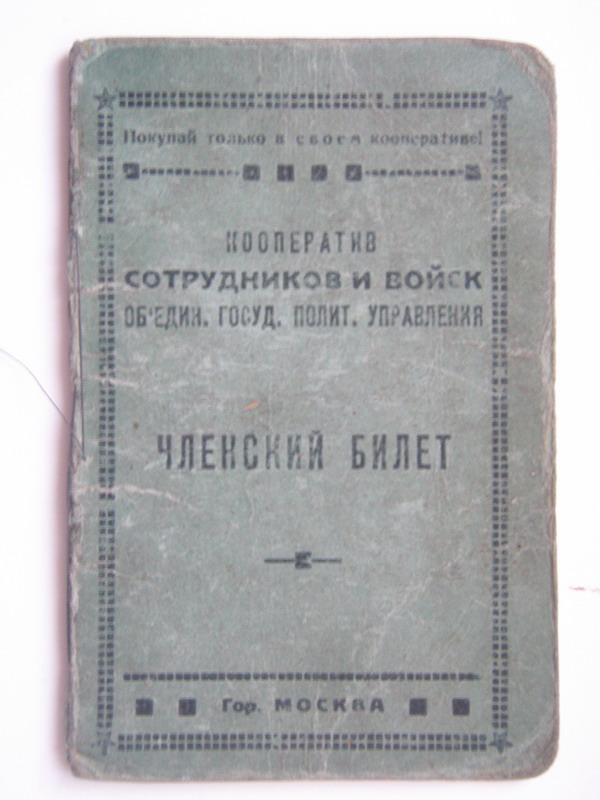 Покупай только в своем кооперативе!
КООПЕРАТИВ
СОТРУДНИКОВ И ВОЙСК
ОБ'ЕДИН. ГОСУД. ПОЛИТ. УПРАВЛЕНИЯ
ЧЛЕНСКИЙ БИЛЕТ
Гор. МОСКВА